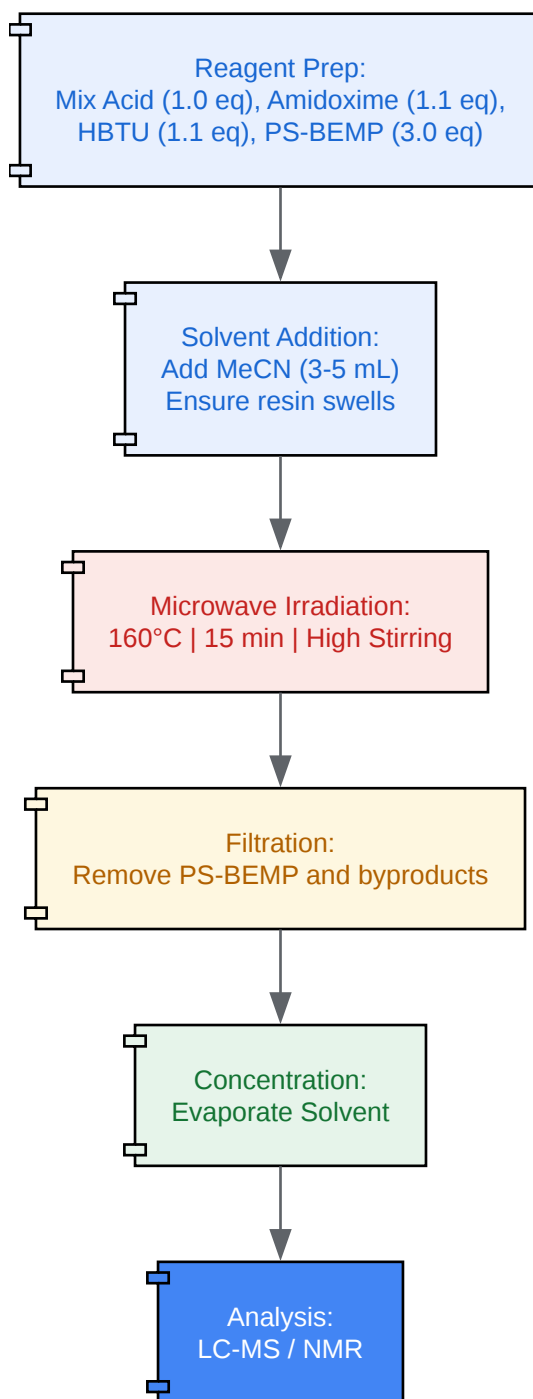 Reagent Prep:
Mix Acid (1.0 eq), Amidoxime (1.1 eq),
HBTU (1.1 eq), PS-BEMP (3.0 eq)
Solvent Addition:
Add MeCN (3-5 mL)
Ensure resin swells
Microwave Irradiation:
160°C | 15 min | High Stirring
Filtration:
Remove PS-BEMP and byproducts
Concentration:
Evaporate Solvent
Analysis:
LC-MS / NMR